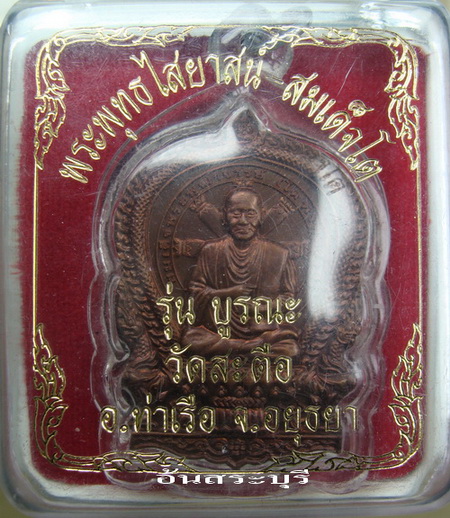 พระพุทธไสยาสน์ สมเด็จโต
รุ่น บูรณะ
วัดสะตือ
อ.ท่าเรือ จ.อยุธยา
อั๋นสระบุรี